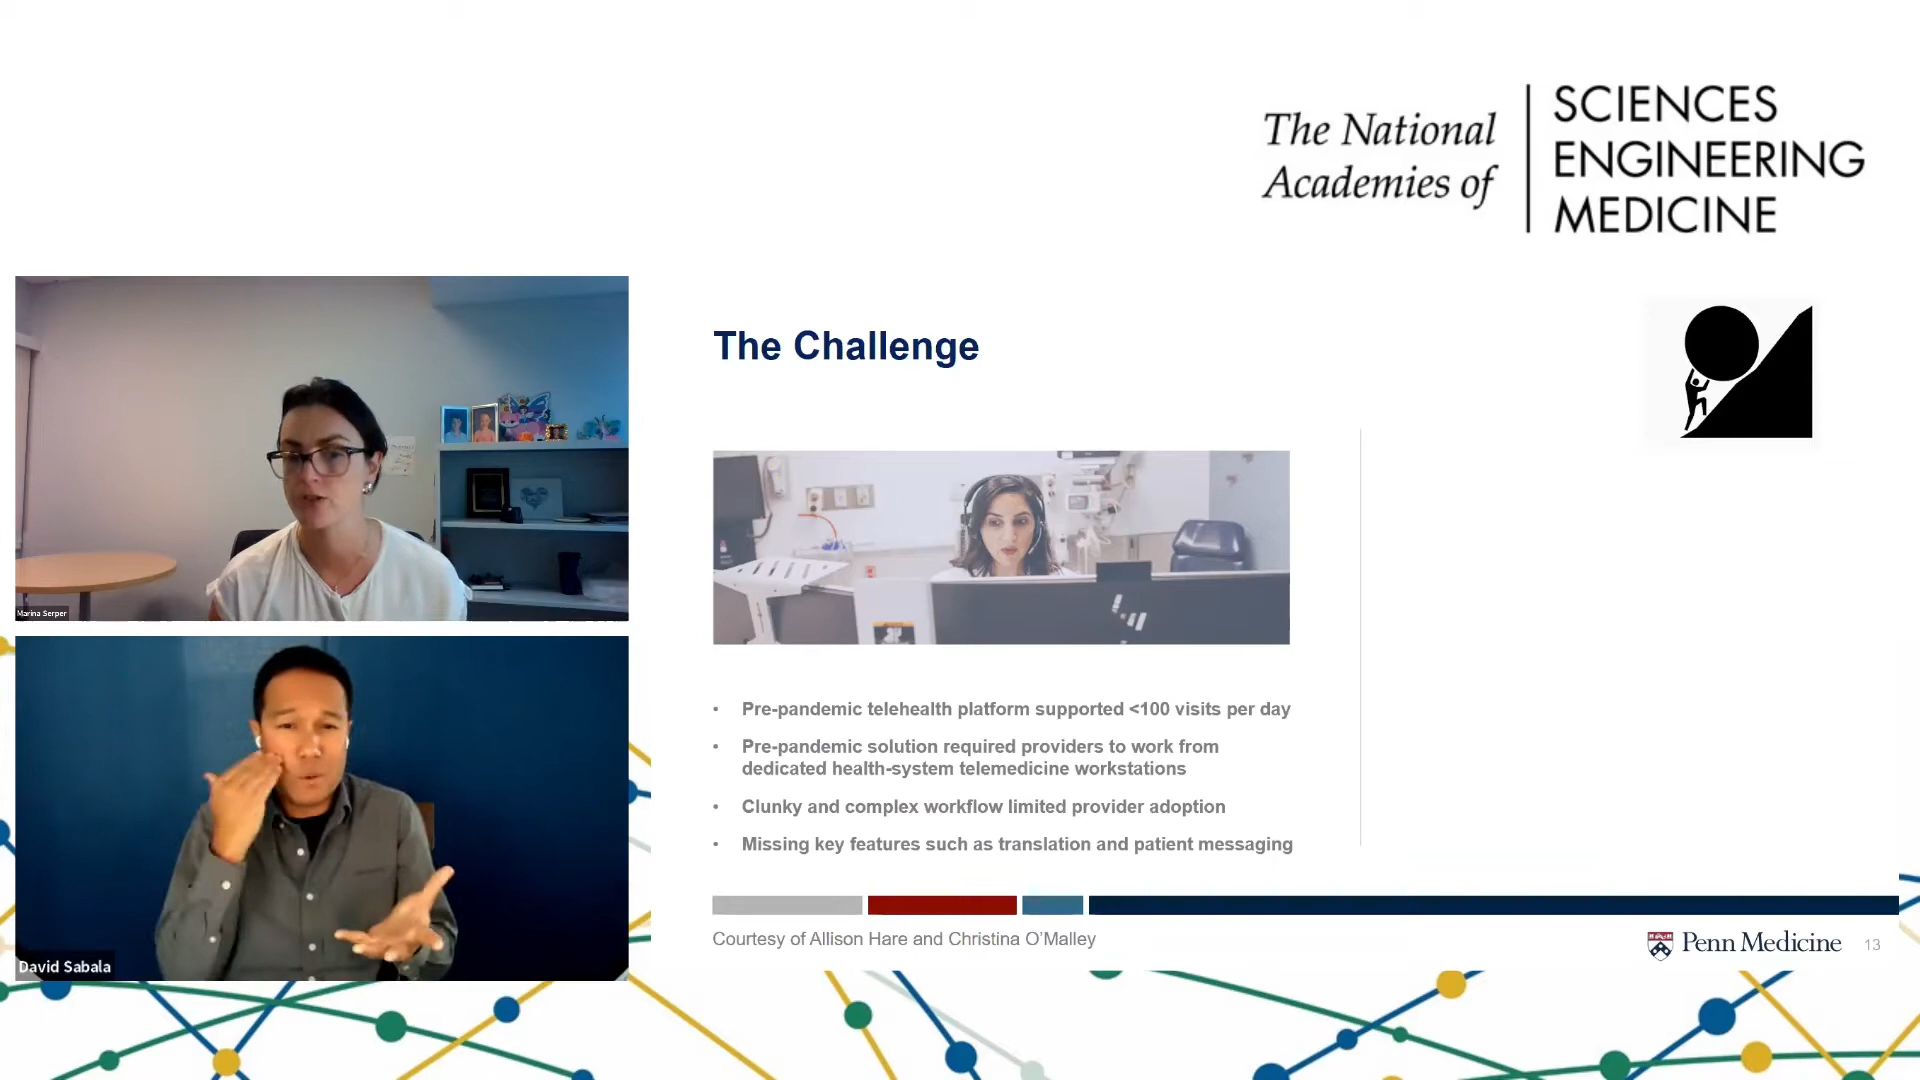 The National
Academies of
SCIENCES
ENGINEERING
MEDICINE
Marina Serper
David Sabala
The Challenge
• Pre-pandemic telehealth platform supported <100 visits per day
• Pre-pandemic solution required providers to work from
dedicated health-system telemedicine workstations
• Clunky and complex workflow limited provider adoption
• Missing key features such as translation and patient messaging
Courtesy of Allison Hare and Christina O’Malley
Penn Medicine
13